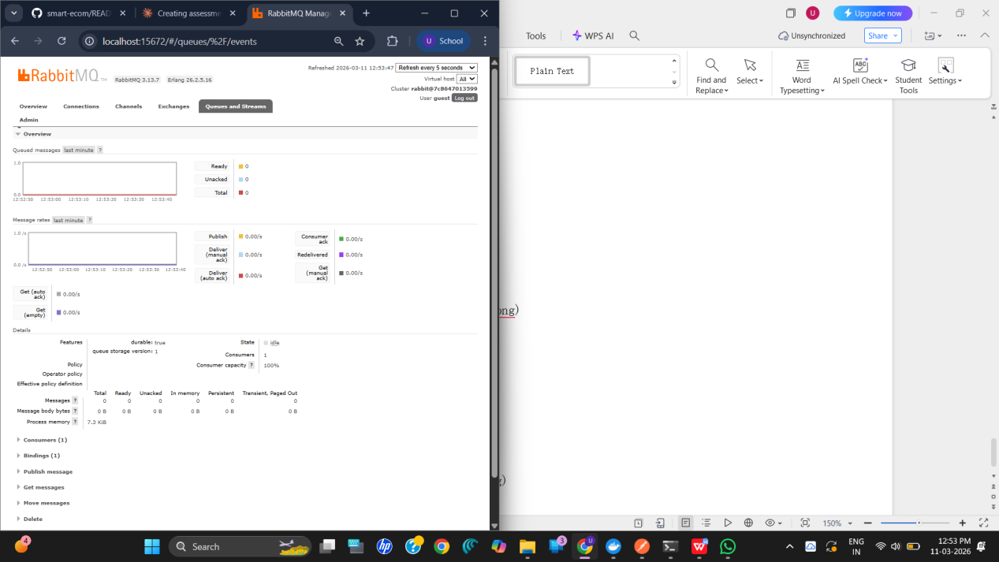 smart-ecom/READ
Creating assessme
RabbitMQ Manag
localhost:15672/#/queues/%2F/events
U School
U
Upgrade now
Tools
WPS AI
Unsynchronized
Share
Plain Text
Find and Replace
Select
Word Typesetting
AI Spell Check
Student Tools
Settings
RabbitMQ TM
RabbitMQ 3.13.7
Erlang 26.2.5.16
Refreshed 2026-03-11 12:53:47
Refresh every 5 seconds
Virtual host All
Cluster rabbit@7c8647013599
User guest Log out
Overview
Connections
Channels
Exchanges
Queues and Streams
Admin
Overview
Queued messages last minute ?
1.0
0.0
12:52:50 12:53:00 12:53:10 12:53:20 12:53:30 12:53:40
Ready 0
Unacked 0
Total 0
Message rates last minute ?
1.0 /s
0.0 /s
12:52:50 12:53:00 12:53:10 12:53:20 12:53:30 12:53:40
Publish 0.00/s
Deliver (manual ack) 0.00/s
Deliver (auto ack) 0.00/s
Consumer ack 0.00/s
Redelivered 0.00/s
Get (manual ack) 0.00/s
Get (auto ack) 0.00/s
Get (empty) 0.00/s
Details
Features durable: true
queue storage version: 1
Policy
Operator policy
Effective policy definition
State idle
Consumers 1
Consumer capacity ? 100%
Total Ready Unacked In memory Persistent Transient, Paged Out
Messages ? 0 0 0 0 0 0
Message body bytes ? 0 B 0 B 0 B 0 B 0 B 0 B
Process memory ? 7.3 KiB
Consumers (1)
Bindings (1)
Publish message
Get messages
Move messages
Delete
ong)
g)
150%
4
Search
3
U
ENG
IN
12:53 PM
11-03-2026